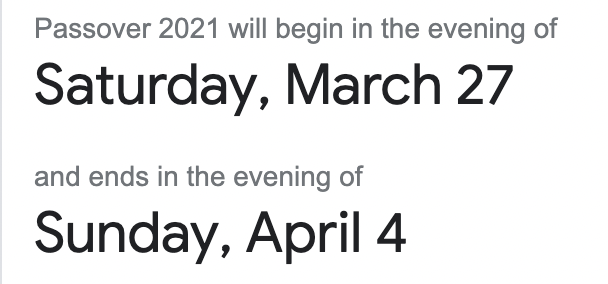 Passover 2021 will begin in the evening of
Saturday, March 27
and ends in the evening of
Sunday, April 4